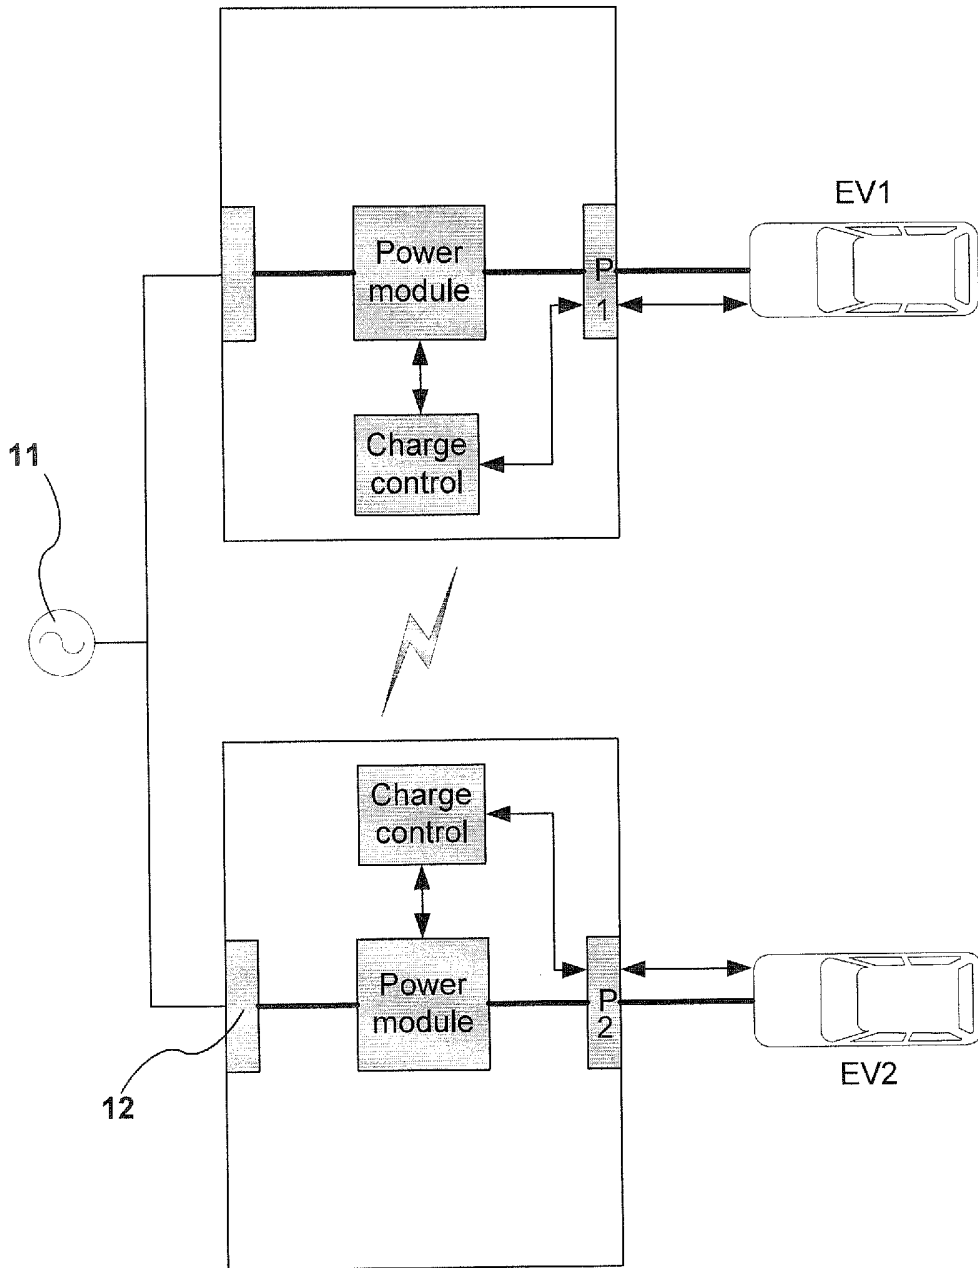 EV1
Power
module
P
1
Charge
control
11
Charge
control
Power
module
P
2
EV2
12